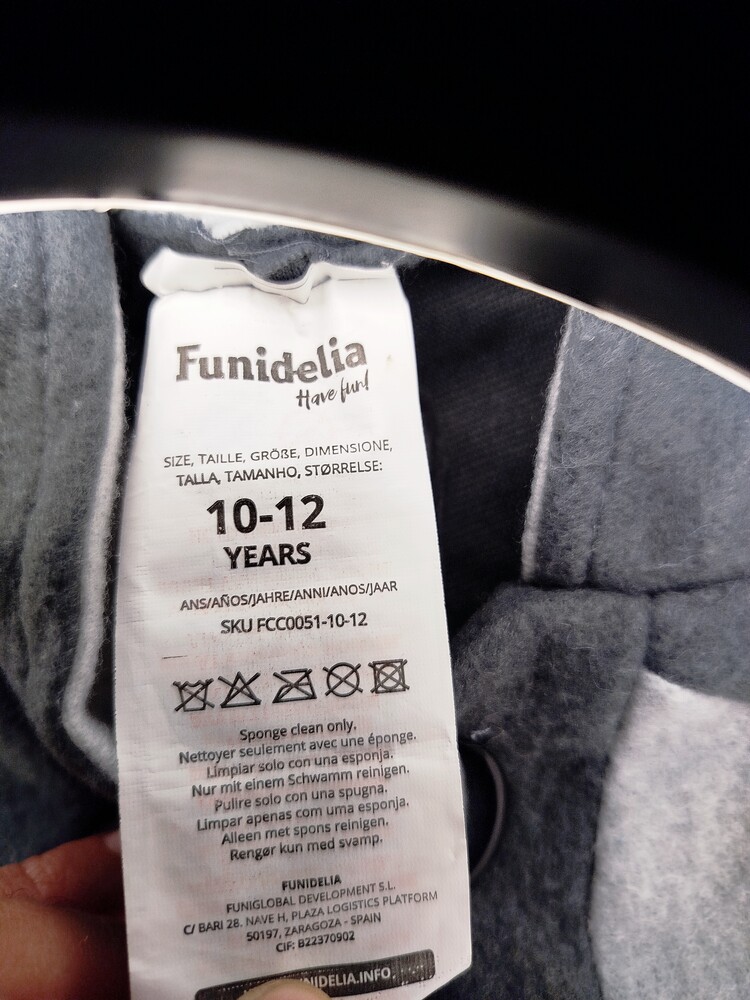 Funidelia
Have fun!
SIZE, TAILLE, GRÖßE, DIMENSIONE,
TALLA, TAMANHO, STØRRELSE:
10-12
YEARS
ANS/AÑOS/JAHRE/ANNI/ANOS/JAAR
SKU FCC0051-10-12
Sponge clean only.
Nettoyer seulement avec une éponge.
Limpiar solo con una esponja.
Nur mit einem Schwamm reinigen.
Pulire solo con una spugna.
Limpar apenas com uma esponja.
Alleen met spons reinigen.
Rengør kun med svamp.
FUNIDELIA
FUNIGLOBAL DEVELOPMENT S.L.
C/ BARI 28. NAVE H, PLAZA LOGISTICS PLATFORM
50197, ZARAGOZA - SPAIN
CIF: B22370902
NIDELIA.INFO